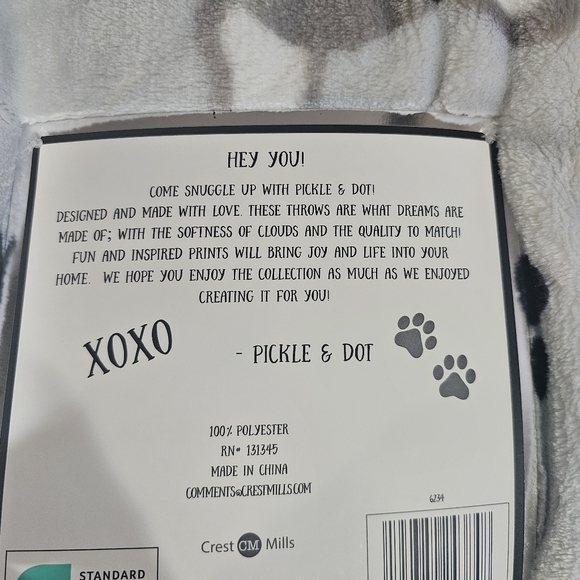 HEY YOU!
COME SNUGGLE UP WITH PICKLE & DOT!
DESIGNED AND MADE WITH LOVE. THESE THROWS ARE WHAT DREAMS ARE
MADE OF; WITH THE SOFTNESS OF CLOUDS AND THE QUALITY TO MATCH!
FUN AND INSPIRED PRINTS WILL BRING JOY AND LIFE INTO YOUR
HOME. WE HOPE YOU ENJOY THE COLLECTION AS MUCH AS WE ENJOYED
CREATING IT FOR YOU!
XOXO
- PICKLE & DOT
100% POLYESTER
RN# 131345
MADE IN CHINA
COMMENTS@CRESTMILLS.COM
6234
Crest CM Mills
STANDARD